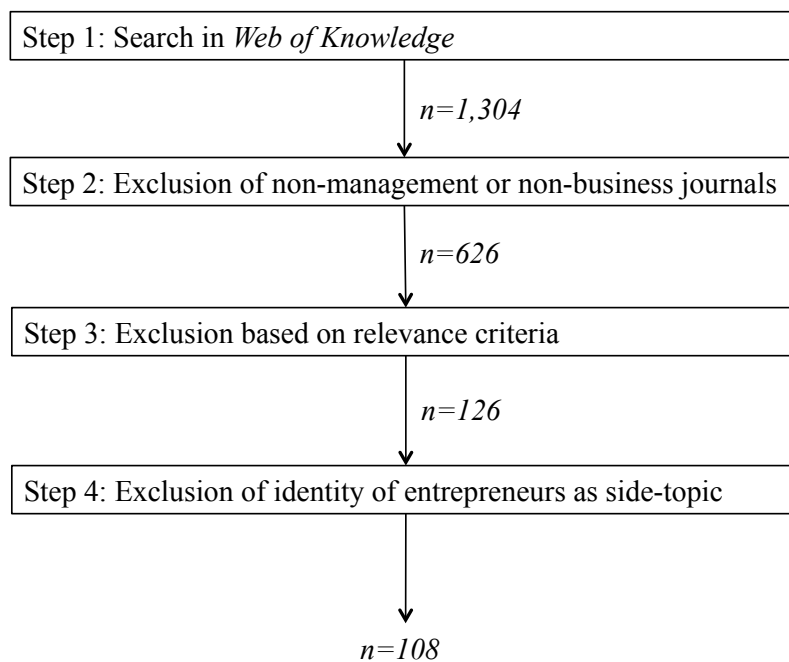 Step 1: Search in Web of Knowledge
n=1,304
Step 2: Exclusion of non-management or non-business journals
n=626
Step 3: Exclusion based on relevance criteria
n=126
Step 4: Exclusion of identity of entrepreneurs as side-topic
n=108